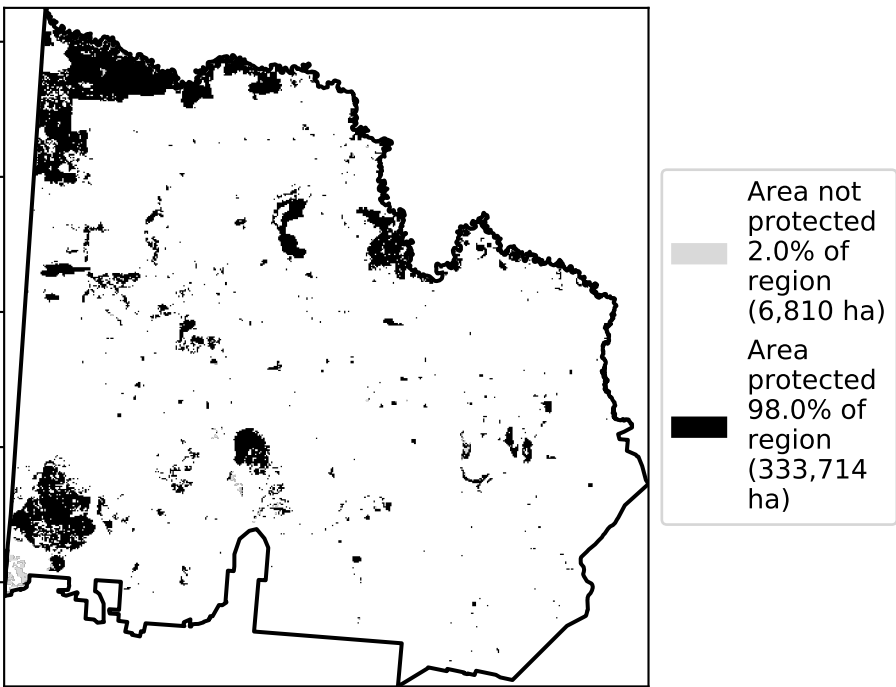 Area not
protected
2.0% of
region
(6,810 ha)
Area
protected
98.0% of
region
(333,714
ha)